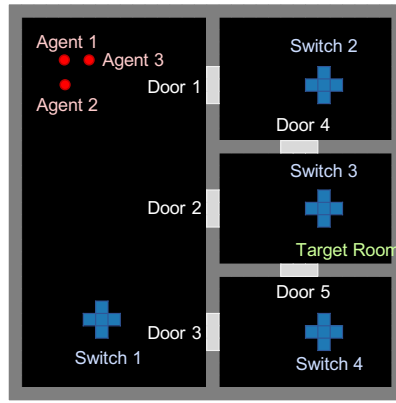 Agent 1
Agent 3
Agent 2
Switch 2
Door 1
Door 4
Switch 3
Door 2
Target Room
Door 5
Door 3
Switch 1
Switch 4